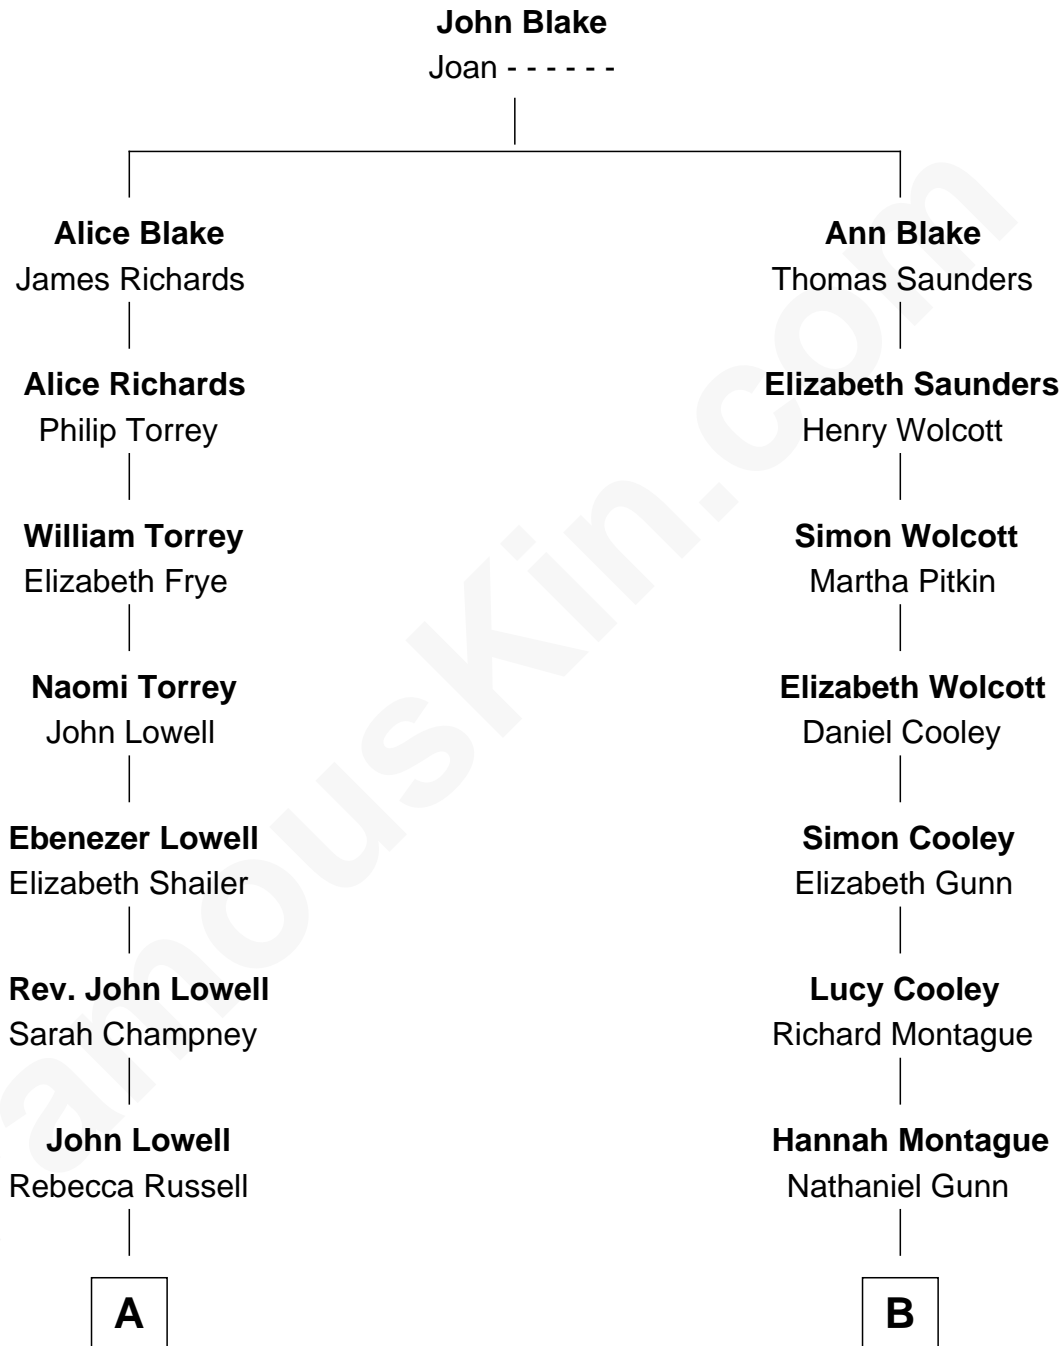 John Blake
Joan - - - - - -
Alice Blake
James Richards
Ann Blake
Thomas Saunders
Alice Richards
Philip Torrey
Elizabeth Saunders
Henry Wolcott
William Torrey
Elizabeth Frye
Simon Wolcott
Martha Pitkin
Naomi Torrey
John Lowell
Elizabeth Wolcott
Daniel Cooley
Ebenezer Lowell
Elizabeth Shailer
Simon Cooley
Elizabeth Gunn
Rev. John Lowell
Sarah Champney
Lucy Cooley
Richard Montague
John Lowell
Rebecca Russell
Hannah Montague
Nathaniel Gunn
A
B
amouskin.com